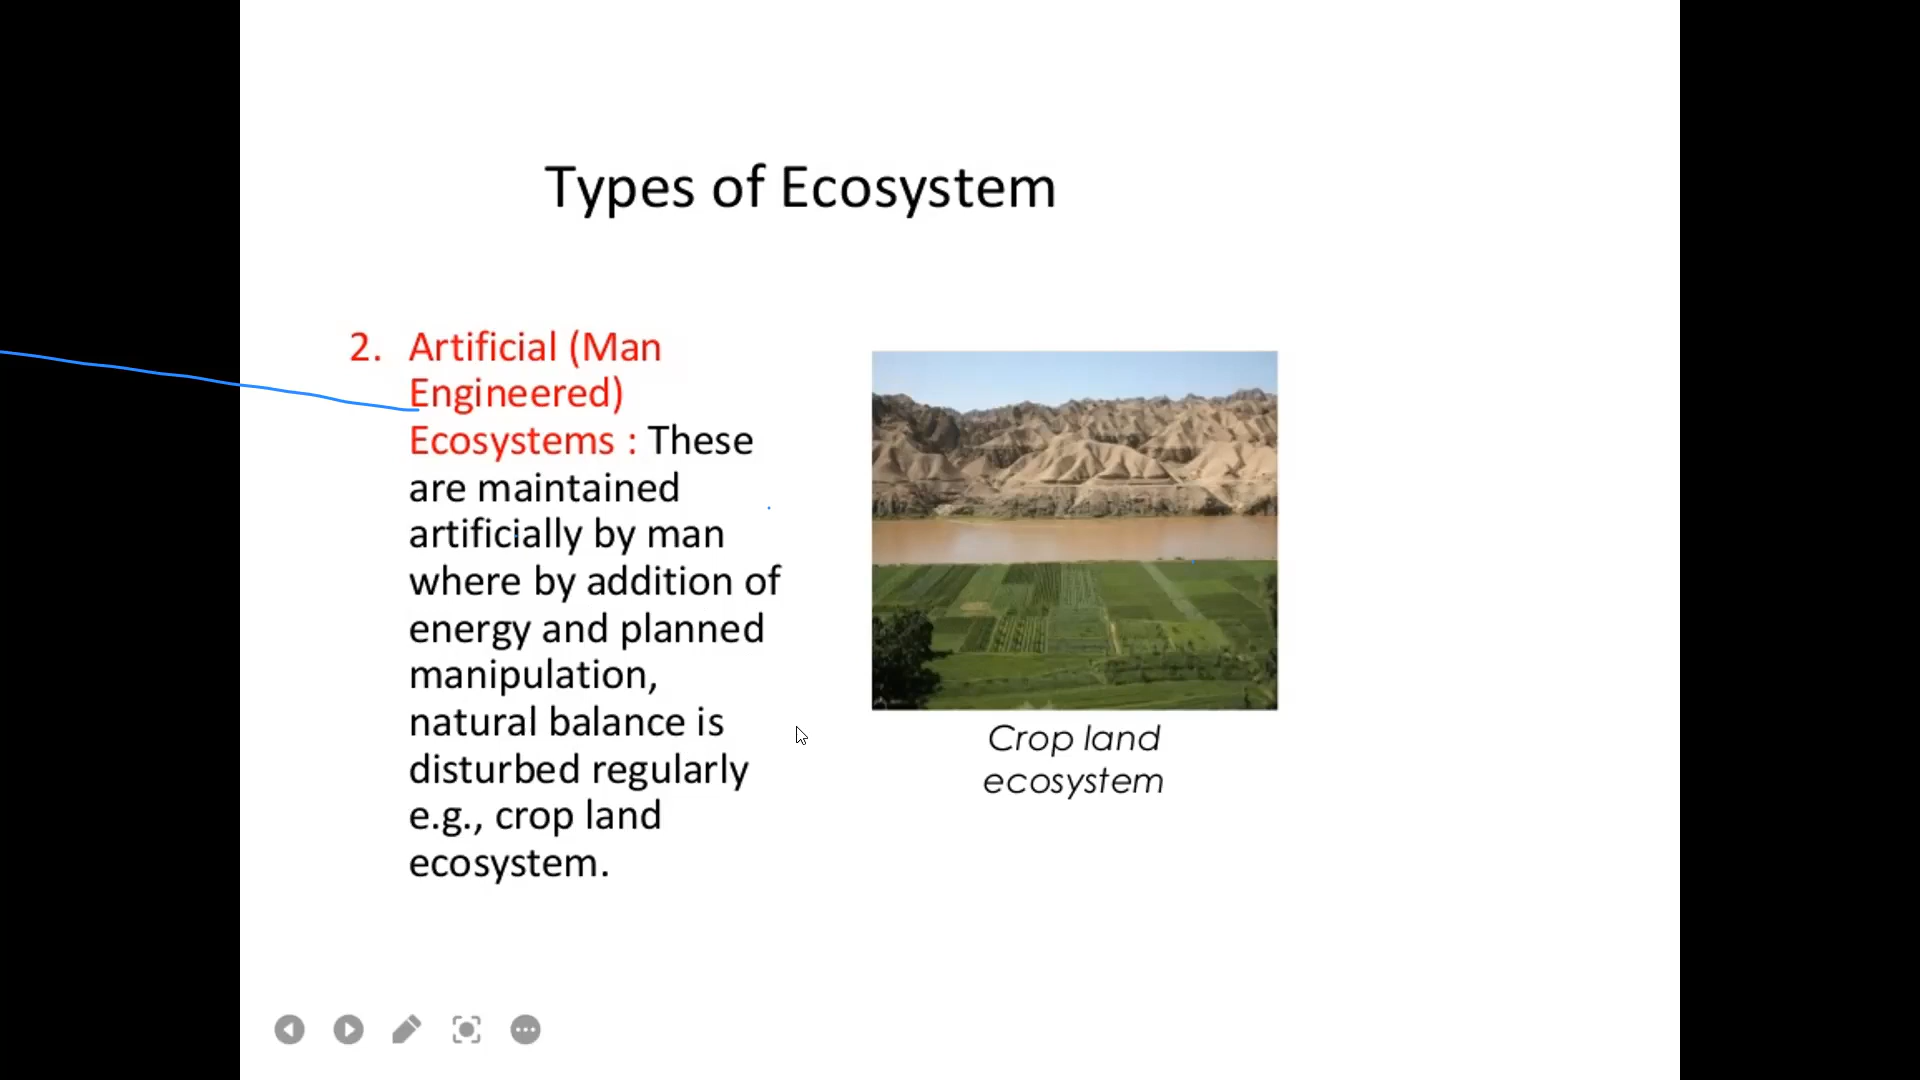 Types of Ecosystem
2. Artificial (Man
Engineered)
Ecosystems : These
are maintained
artificially by man
where by addition of
energy and planned
manipulation,
natural balance is
disturbed regularly
e.g., crop land
ecosystem.
Crop land
ecosystem